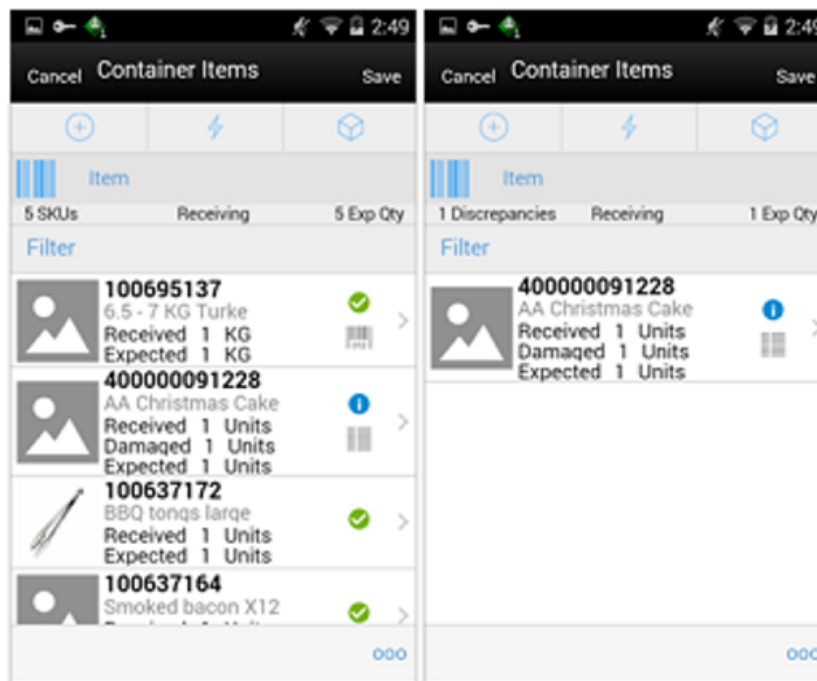 2:49
Cancel Container Items Save
Item
5 SKUs Receiving 5 Exp Qty
Filter
100695137
6.5 - 7 KG Turke
Received 1 KG
Expected 1 KG
400000091228
AA Christmas Cake
Received 1 Units
Damaged 1 Units
Expected 1 Units
100637172
BBQ tongs large
Received 1 Units
Expected 1 Units
100637164
Smoked bacon X12
ooo
2:49
Cancel Container Items Save
Item
1 Discrepancies Receiving 1 Exp Qty
Filter
400000091228
AA Christmas Cake
Received 1 Units
Damaged 1 Units
Expected 1 Units
ooo